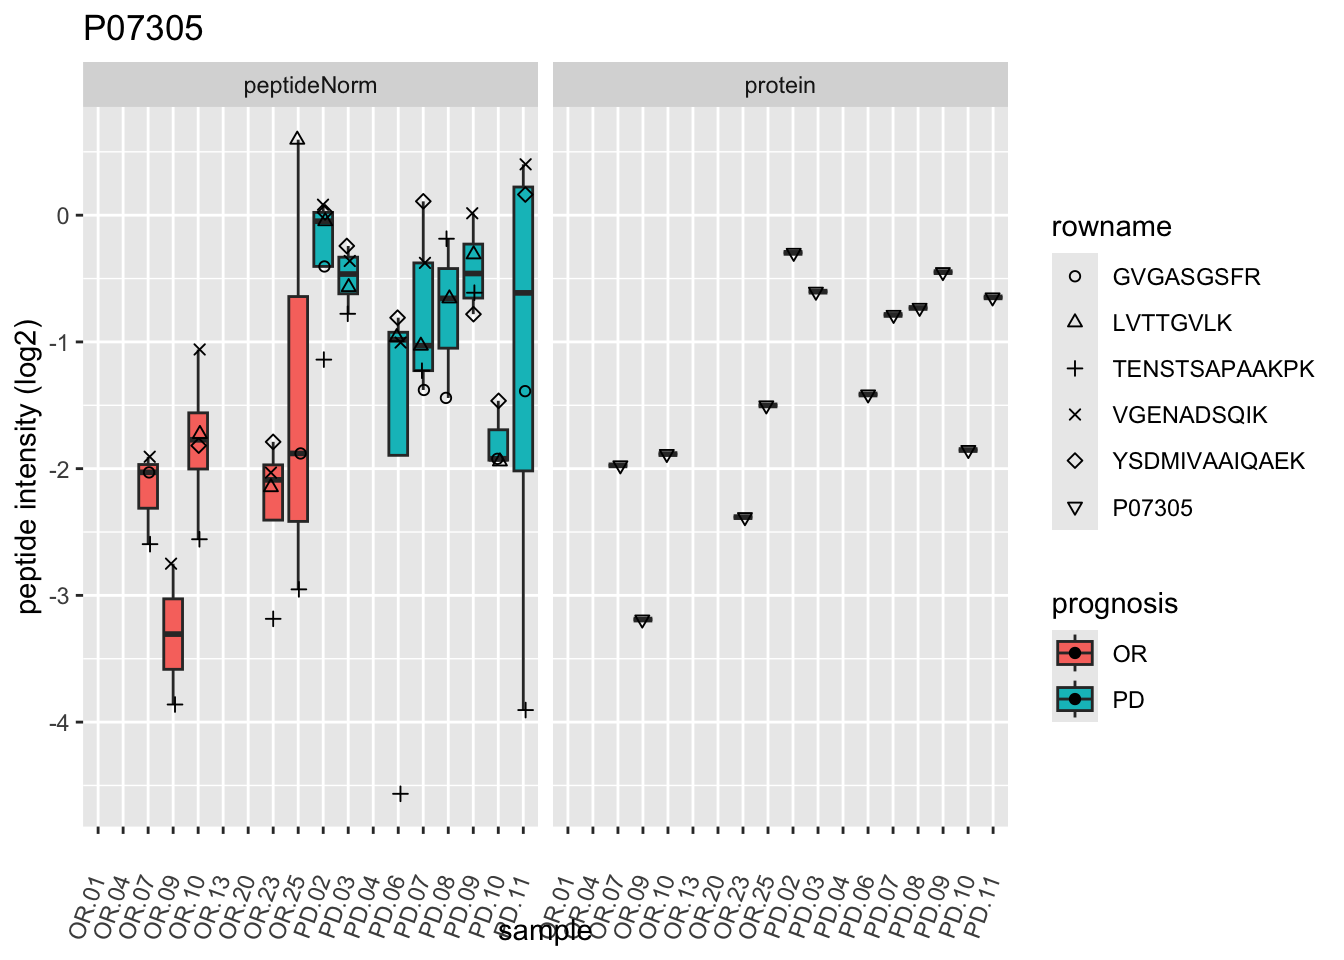 P07305
peptideNorm
protein
peptide intensity (log2)
0
-1
-2
-3
-4
OR.01
OR.04
OR.07
OR.09
OR.10
OR.13
OR.20
OR.23
OR.25
PD.02
PD.03
PD.04
PD.06
PD.07
PD.08
PD.09
PD.10
PD.11
OR.01
OR.04
OR.07
OR.09
OR.10
OR.13
OR.20
OR.23
OR.25
PD.02
PD.03
PD.04
PD.06
PD.07
PD.08
PD.09
PD.10
PD.11
sample
rowname
GVGASGSFR
LVTTGVLK
TENSTSAPAAKPK
VGENADSQIK
YSDMIVAAIQAEK
P07305
prognosis
OR
PD